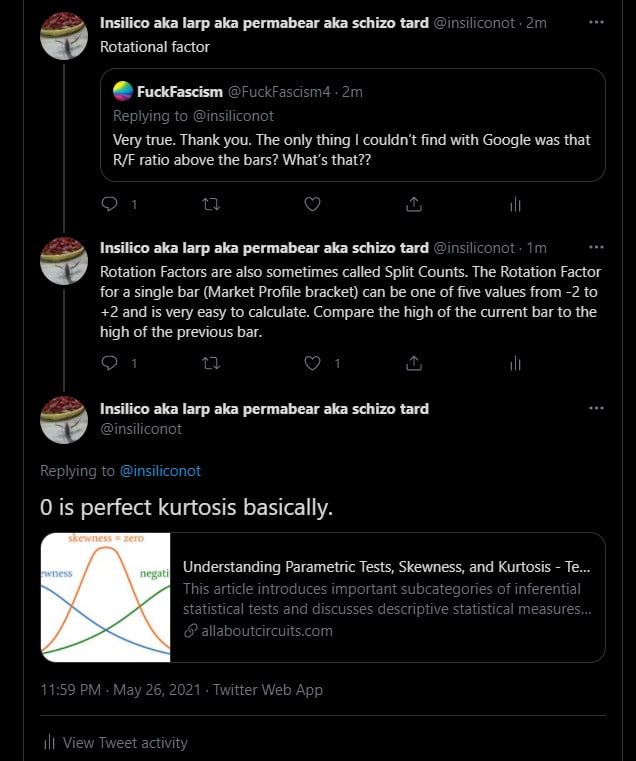 Insilico aka larp aka permabear aka schizo tard @insiliconot · 2m
Rotational factor
FuckFascism @FuckFascism4 · 2m
Replying to @insiliconot
Very true. Thank you. The only thing I couldn't find with Google was that
R/F ratio above the bars? What's that??
1
Insilico aka larp aka permabear aka schizo tard @insiliconot · 1m
Rotation Factors are also sometimes called Split Counts. The Rotation Factor
for a single bar (Market Profile bracket) can be one of five values from -2 to
+2 and is very easy to calculate. Compare the high of the current bar to the
high of the previous bar.
1 1
Insilico aka larp aka permabear aka schizo tard
@insiliconot
Replying to @insiliconot
0 is perfect kurtosis basically.
skewness = zero
ewness negati
Understanding Parametric Tests, Skewness, and Kurtosis - Te...
This article introduces important subcategories of inferential
statistical tests and discusses descriptive statistical measures...
allaboutcircuits.com
11:59 PM · May 26, 2021 · Twitter Web App
View Tweet activity